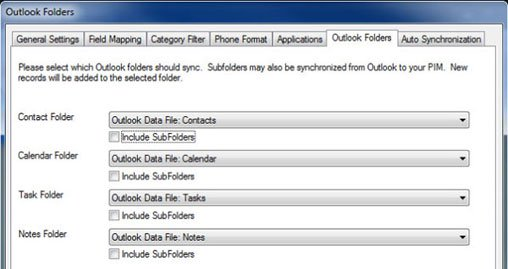 Outlook Folders
General Settings Field Mapping Category Filter Phone Format Applications Outlook Folders Auto Synchronization
Please select which Outlook folders should sync. Subfolders may also be synchronized from Outlook to your PIM. New
records will be added to the selected folder.
Contact Folder Outlook Data File: Contacts
Include SubFolders
Calendar Folder Outlook Data File: Calendar
Include SubFolders
Task Folder Outlook Data File: Tasks
Include SubFolders
Notes Folder Outlook Data File: Notes
Include SubFolders